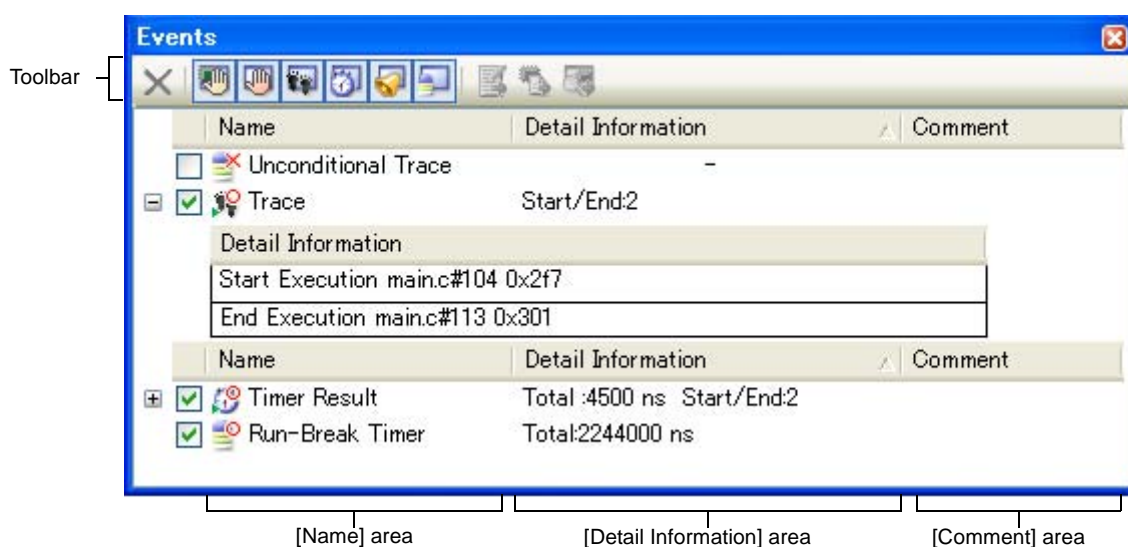 Events
Toolbar
Name Detail Information Comment
Unconditional Trace -
Trace Start/End:2
Detail Information
Start Execution main.c#104 0x2f7
End Execution main.c#113 0x301
Name Detail Information Comment
Timer Result Total :4500 ns Start/End:2
Run-Break Timer Total:2244000 ns
[Name] area [Detail Information] area [Comment] area